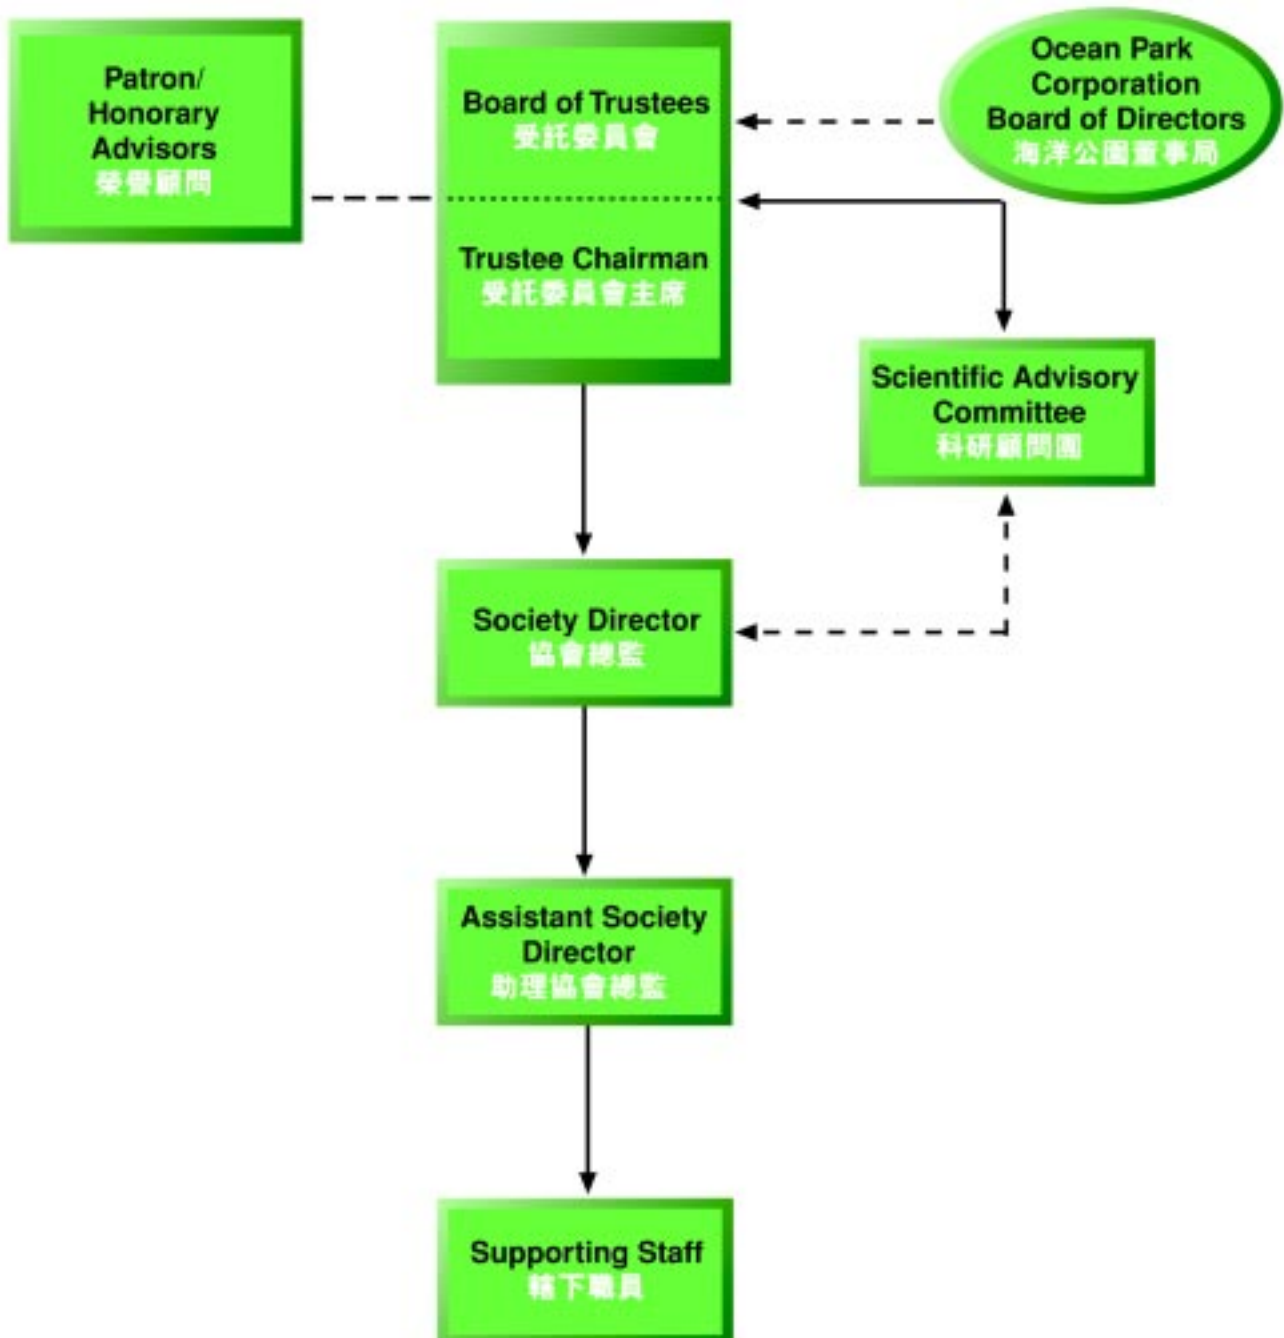 Patron/
Honorary
Advisors
榮譽顧問
Board of Trustees
受託委員會
Trustee Chairman
受託委員會主席
Ocean Park
Corporation
Board of Directors
海洋公園董事局
Scientific Advisory
Committee
科研顧問團
Society Director
協會總監
Assistant Society
Director
助理協會總監
Supporting Staff
轄下職員